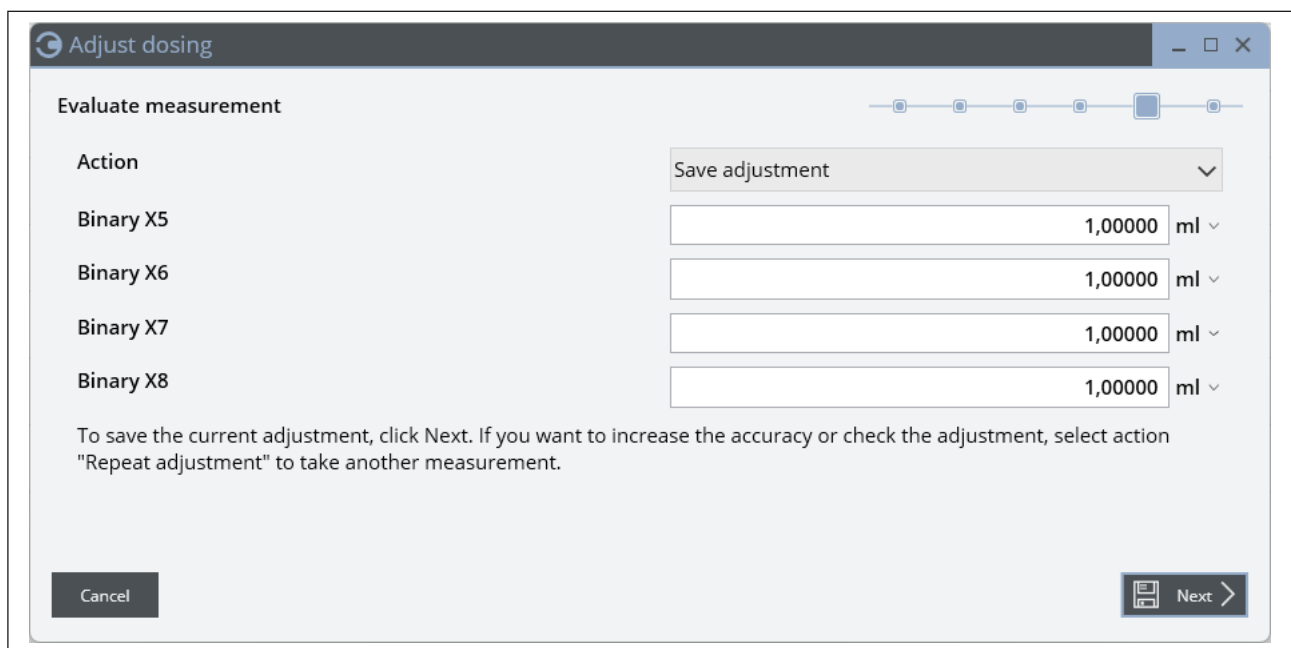 Adjust dosing
Evaluate measurement
Action
Save adjustment
Binary X5
1,00000 ml
Binary X6
1,00000 ml
Binary X7
1,00000 ml
Binary X8
1,00000 ml
To save the current adjustment, click Next. If you want to increase the accuracy or check the adjustment, select action
"Repeat adjustment" to take another measurement.
Cancel
Next